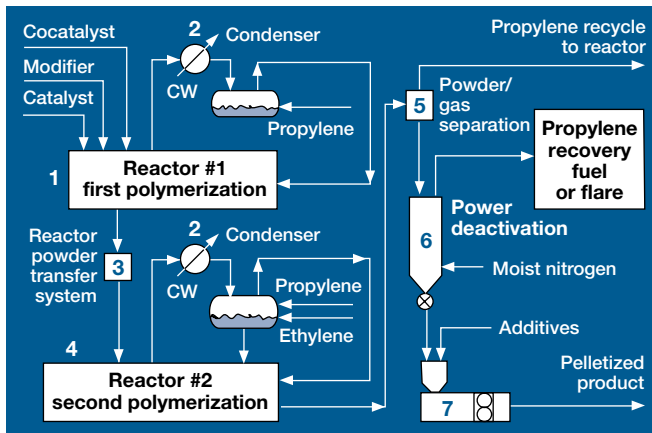 Cocatalyst
Modifier
Catalyst
2
Condenser
CW
Propylene
1
Reactor #1
first polymerization
Reactor
powder
transfer
system
3
2
Condenser
CW
Propylene
Ethylene
4
Reactor #2
second polymerization
Propylene recycle
to reactor
5
Powder/
gas
separation
Propylene
recovery
fuel
or flare
Power
deactivation
6
Moist nitrogen
Additives
Pelletized
product
7